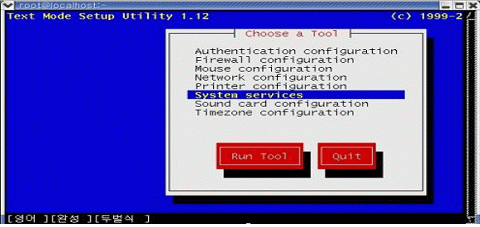 root@localhost:~
Text Mode Setup Utility 1.12 (c) 1999-2
Choose a Tool
Authentication configuration
Firewall configuration
Mouse configuration
Network configuration
Printer configuration
System services
Sound card configuration
Timezone configuration
Run Tool Quit
[영어 ][완성 ][두벌식 ]